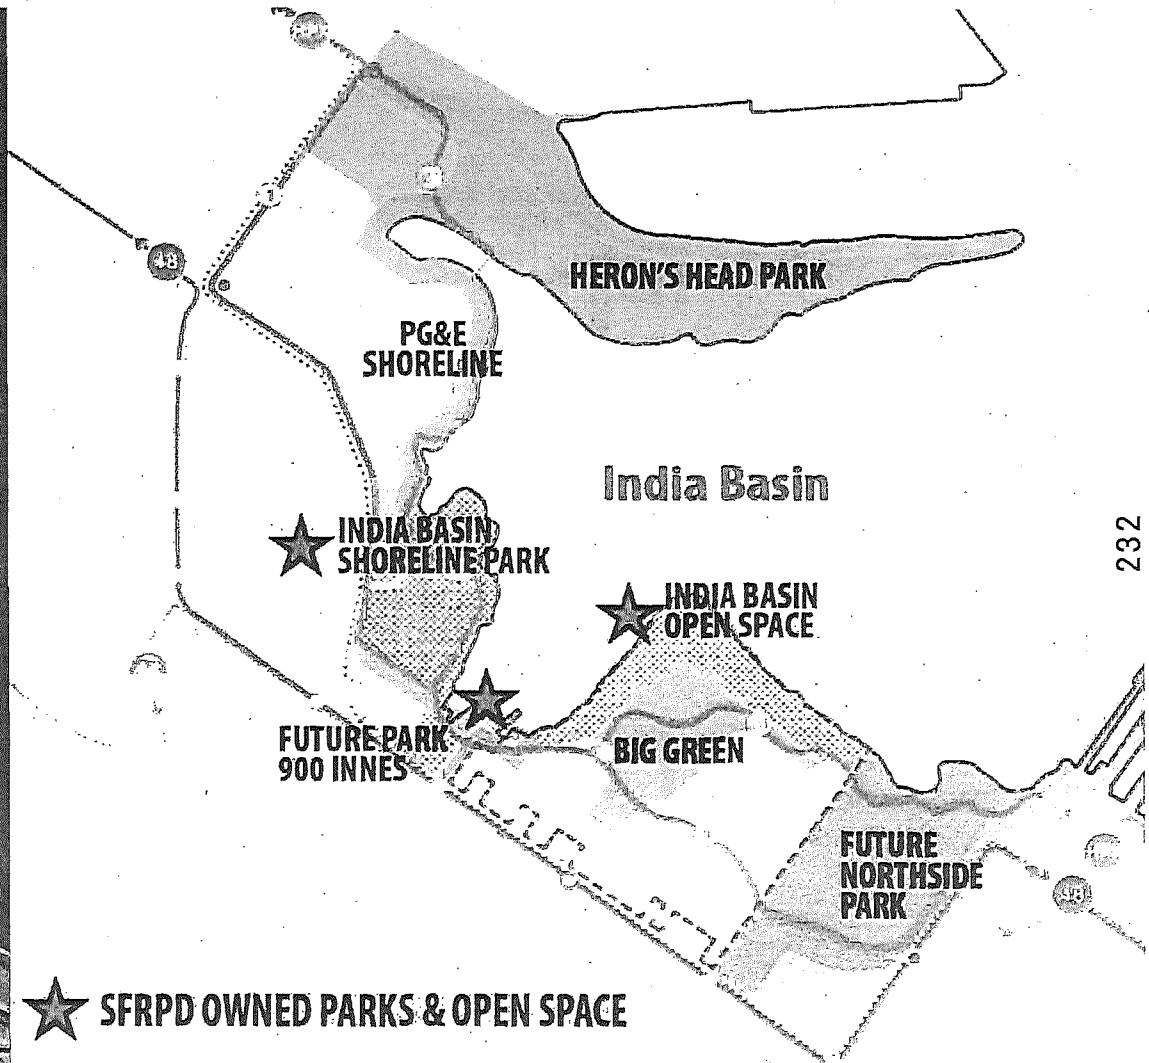 HERON'S HEAD PARK
PG&E
SHORELINE
48
India Basin
INDIA BASIN
SHORELINE PARK
INDIA BASIN
OPEN SPACE
232
FUTURE PARK
900 INNES
BIG GREEN
FUTURE
NORTHSIDE
PARK
SFRPD OWNED PARKS & OPEN SPACE